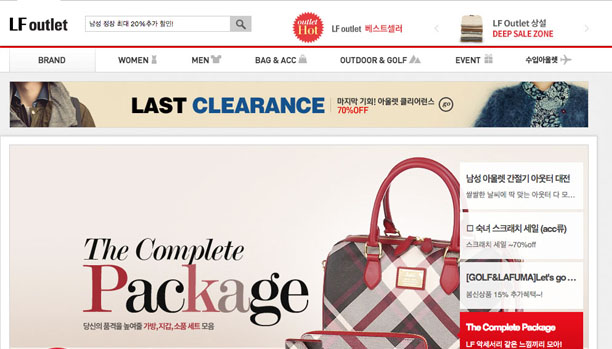 LF outlet
남성 정장 최대 20% 추가 할인!
outlet
Hot
LF outlet 베스트셀러
LF Outlet 상설
DEEP SALE ZONE
BRAND WOMEN MEN BAG & ACC OUTDOOR & GOLF EVENT 수입아울렛
LAST CLEARANCE
마지막 기회! 아울렛 클리어런스
70%OFF
go
The Complete
Package
당신의 품격을 높여줄 가방, 지갑, 소품 세트 모음
남성 아울렛 간절기 아웃터 대전
쌀쌀한 날씨에 딱 맞는 아웃터 다 모...
ㅁ 숙녀 스크래치 세일 (acc류)
스크래치 세일 ~70%off
[GOLF&LAFUMA]Let's go ...
봄신상품 15% 추가혜택~!
The Complete Package
LF 악세서리 같은 느낌끼리 모아!